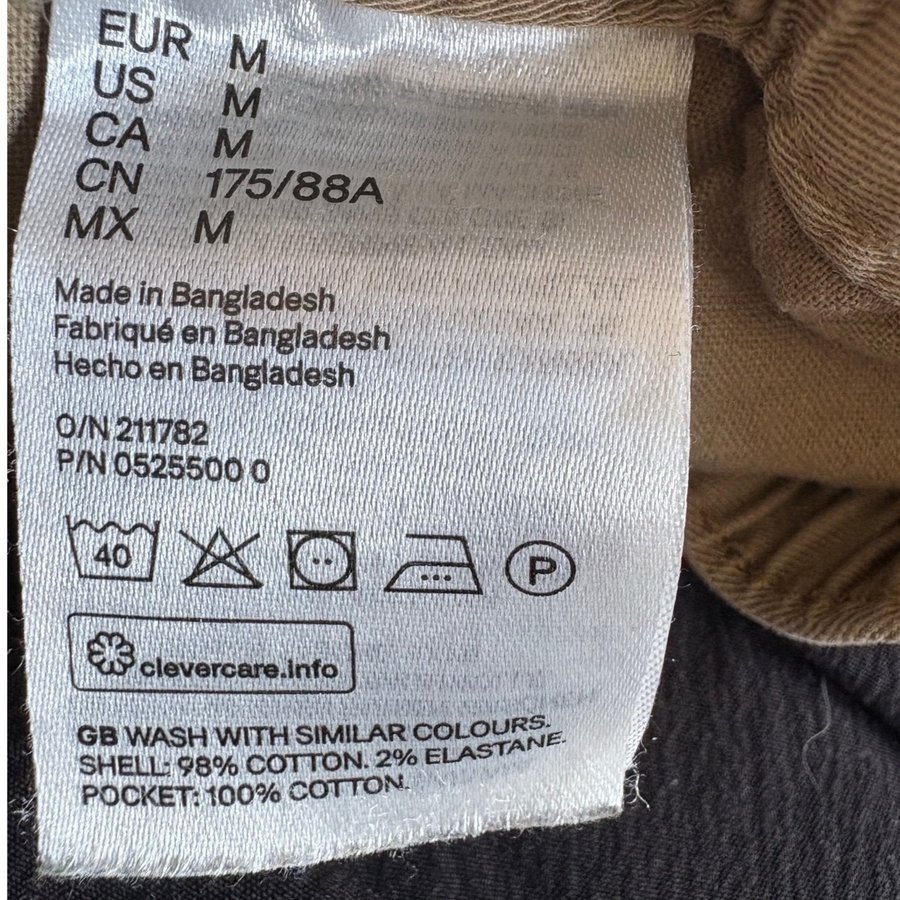 EUR M
US M
CA M
CN 175/88A
MX M
Made in Bangladesh
Fabriqué en Bangladesh
Hecho en Bangladesh
O/N 211782
P/N 0525500 0
40
P
clevercare.info
GB WASH WITH SIMILAR COLOURS.
SHELL: 98% COTTON. 2% ELASTANE.
POCKET: 100% COTTON.